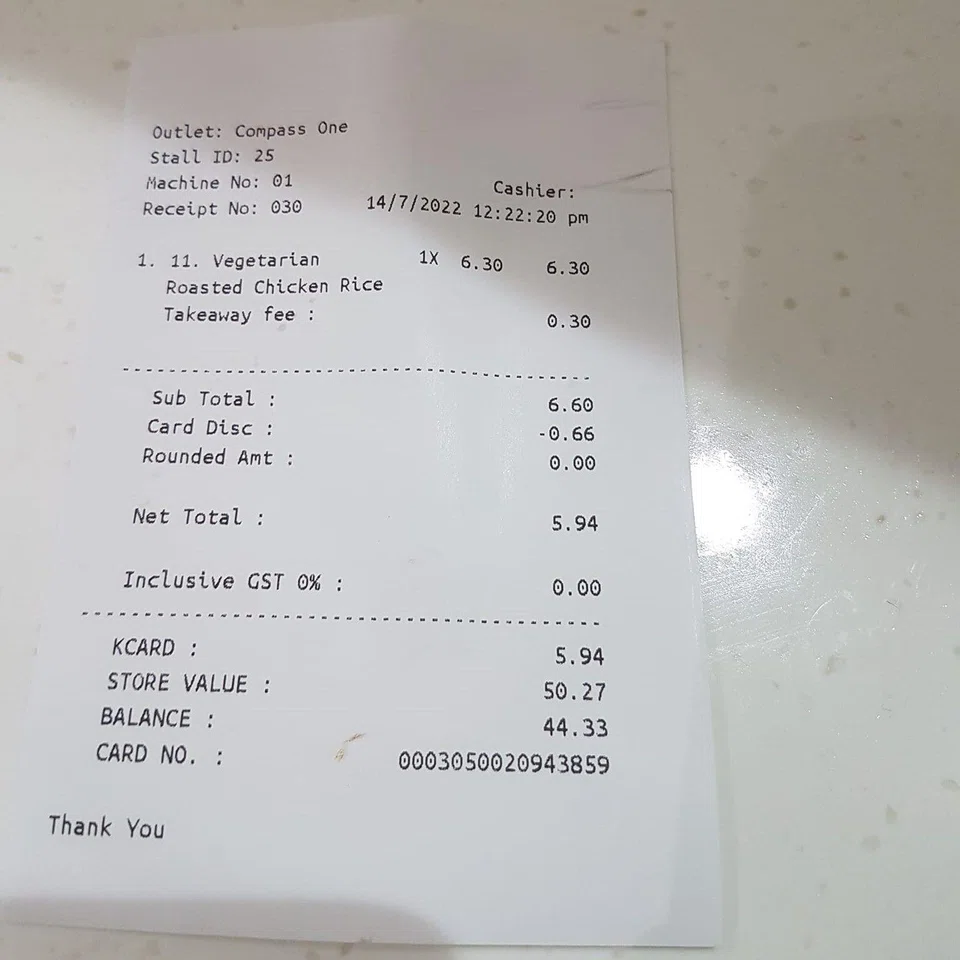 Outlet: Compass One
Stall ID: 25
Machine No: 01 Cashier:
Receipt No: 030 14/7/2022 12:22:20 pm
1. 11. Vegetarian 1X 6.30 6.30
Roasted Chicken Rice
Takeaway fee : 0.30
Sub Total : 6.60
Card Disc : -0.66
Rounded Amt : 0.00
Net Total : 5.94
Inclusive GST 0% : 0.00
KCARD : 5.94
STORE VALUE : 50.27
BALANCE : 44.33
CARD NO. : 0003050020943859
Thank You